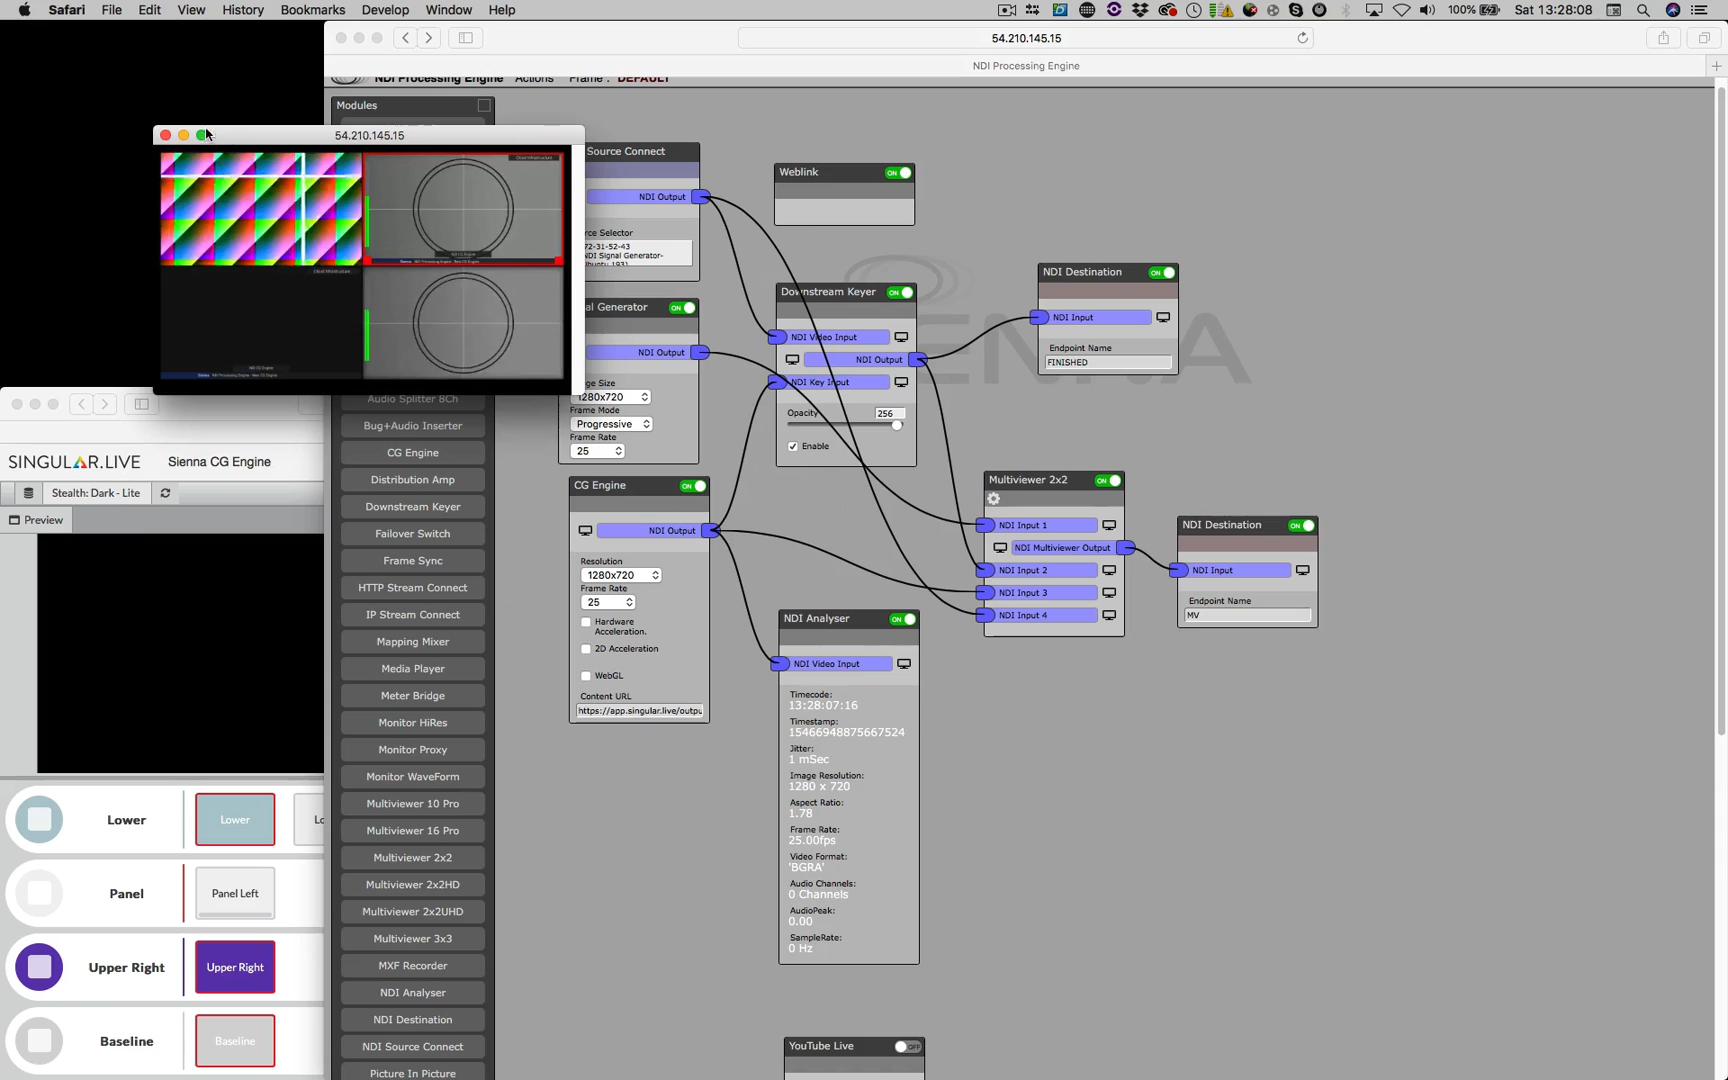 Safari File Edit View History Bookmarks Develop Window Help
100% Sat 13:28:08
54.210.145.15
NDI Processing Engine
NDI Processing Engine Actions Frame : DEFAULT
Modules
54.210.145.15
Source Connect
NDI Output
rce Selector
72-31-52-43
NDI Signal Generator-
Weblink ON
al Generator ON
NDI Output
1280x720
Frame Mode
Progressive
Frame Rate
25
Downstream Keyer ON
NDI Video Input
NDI Output
NDI Key Input
Opacity 256
Enable
NDI Destination ON
NDI Input
Endpoint Name
FINISHED
SINGULAR.LIVE Sienna CG Engine
Stealth: Dark - Lite
Preview
Audio Splitter 8Ch
Bug+Audio Inserter
CG Engine
Distribution Amp
Downstream Keyer
Failover Switch
Frame Sync
HTTP Stream Connect
IP Stream Connect
Mapping Mixer
Media Player
Meter Bridge
Monitor HiRes
Monitor Proxy
Monitor WaveForm
Multiviewer 10 Pro
Multiviewer 16 Pro
Multiviewer 2x2
Multiviewer 2x2HD
Multiviewer 2x2UHD
Multiviewer 3x3
MXF Recorder
NDI Analyser
NDI Destination
NDI Source Connect
Picture In Picture
CG Engine ON
NDI Output
Resolution
1280x720
Frame Rate
25
Hardware
Acceleration.
2D Acceleration
WebGL
Content URL
https://app.singular.live/outpu
Multiviewer 2x2 ON
NDI Input 1
NDI Multiviewer Output
NDI Input 2
NDI Input 3
NDI Input 4
NDI Destination ON
NDI Input
Endpoint Name
MV
NDI Analyser ON
NDI Video Input
Timecode:
13:28:07:16
Timestamp:
15466948875667524
Jitter:
1 mSec
Image Resolution:
1280 x 720
Aspect Ratio:
1.78
Frame Rate:
25.00fps
Video Format:
'BGRA'
Audio Channels:
0 Channels
AudioPeak:
0.00
SampleRate:
0 Hz
YouTube Live OFF
Lower Lower Lo
Panel Panel Left
Upper Right Upper Right
Baseline Baseline